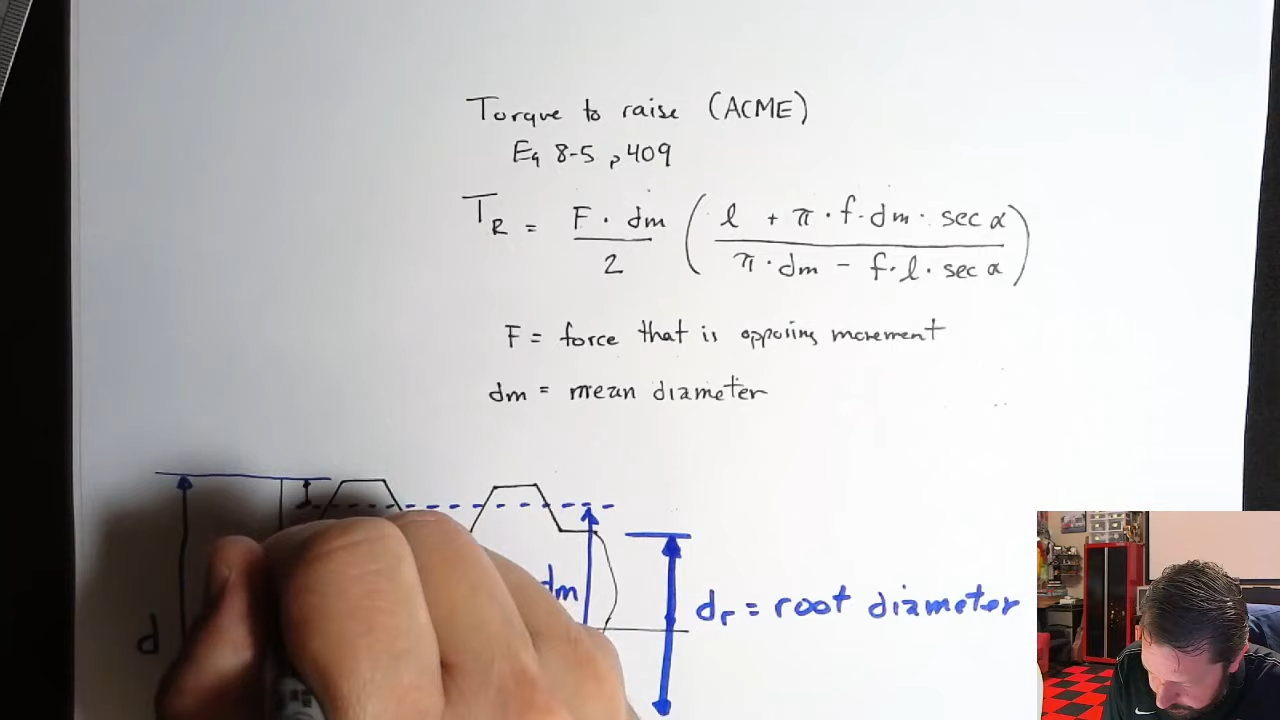 Torque to raise (ACME)
Eq 8-5 , p409
T_R = F · dm / 2 ( l + π · f · dm · sec α / π · dm - f · l · sec α )
F = force that is opposing movement
dm = mean diameter
d
dm
dr = root diameter